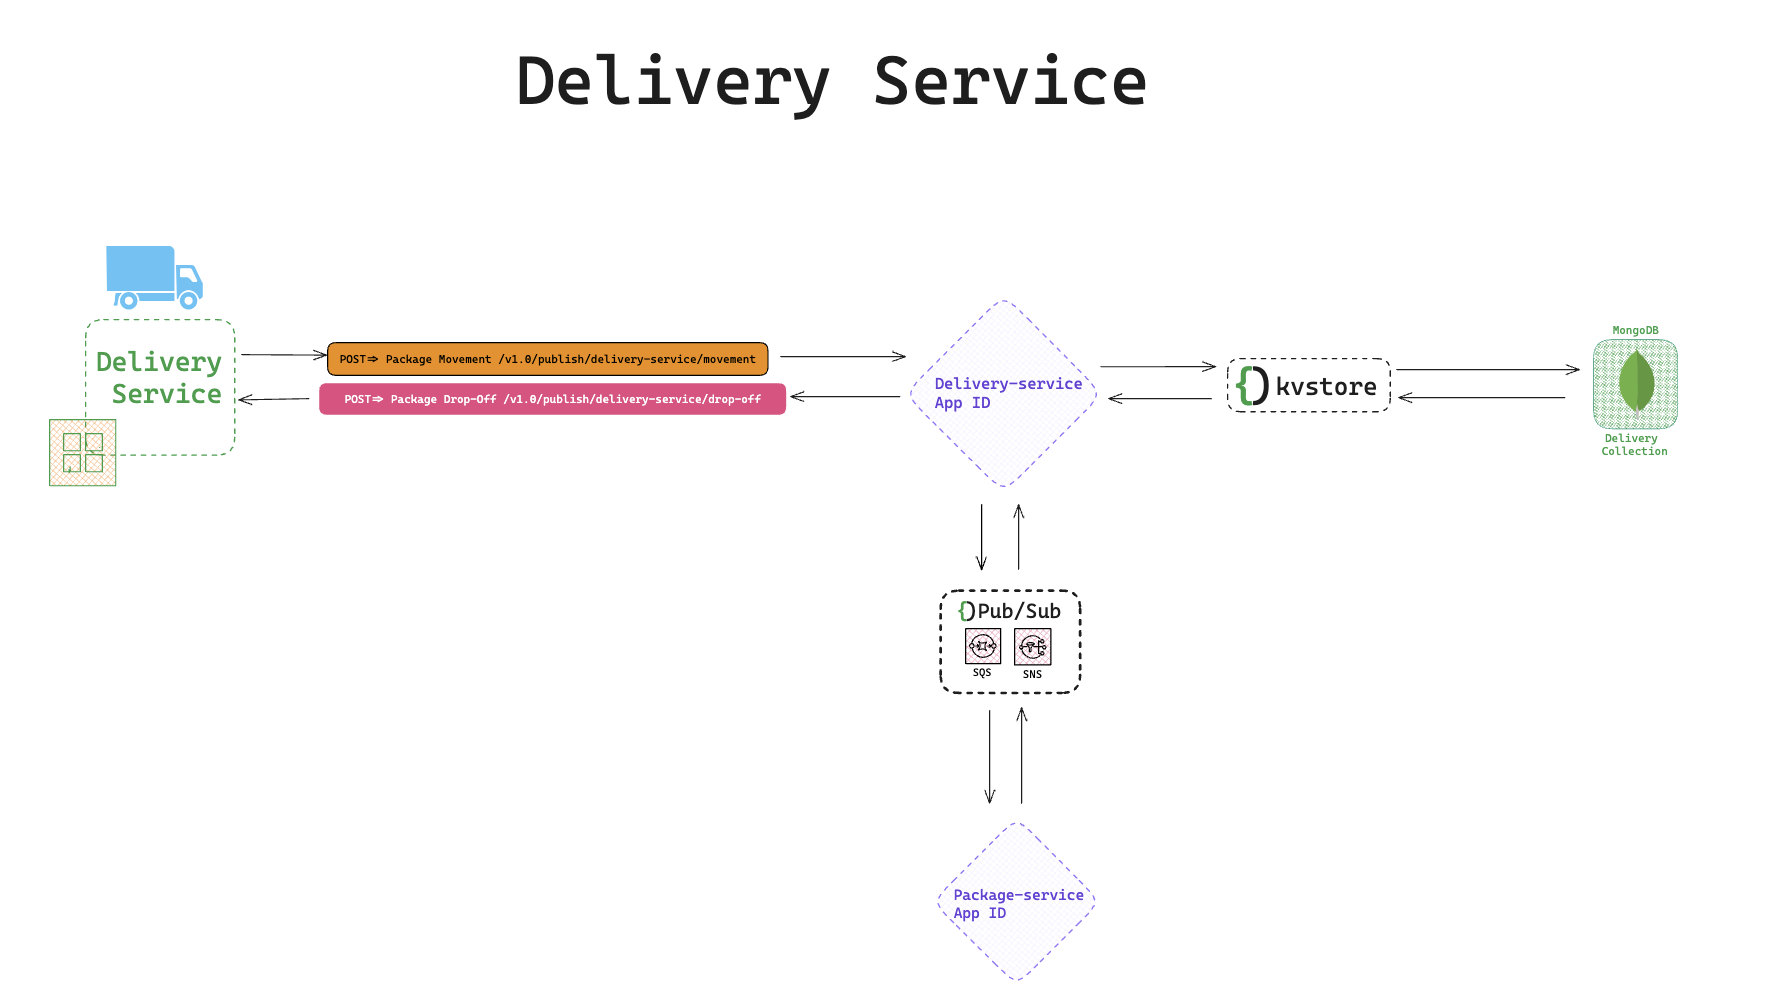 Delivery Service
Delivery
Service
POST=> Package Movement /v1.0/publish/delivery-service/movement
POST=> Package Drop-Off /v1.0/publish/delivery-service/drop-off
Delivery-service
App ID
kvstore
MongoDB
Delivery
Collection
Pub/Sub
SQS
SNS
Package-service
App ID